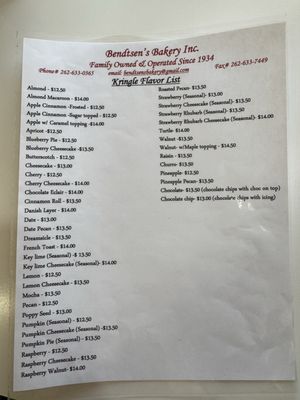 Bendtsen's Bakery Inc.
Family Owned & Operated Since 1934
Phone# 262-633-0365
email: bendtsensbakery@gmail.com
Fax# 262-633-7449
Kringle Flavor List
Almond - $12.50
Almond Macaroon - $14.00
Apple Cinnamon -Frosted - $12.50
Apple Cinnamon -Sugar topped - $12.50
Apple w/ Caramel topping -$14.00
Apricot -$12.50
Blueberry Pie - $12.50
Blueberry Cheesecake -$13.50
Butterscotch - $12.50
Cheesecake - $13.00
Cherry - $12.50
Cherry Cheesecake - $14.00
Chocolate Eclair - $14.00
Cinnamon Roll - $13.50
Danish Layer - $14.00
Date - $13.00
Date Pecan - $13.50
Dreamsicle - $13.50
French Toast - $14.00
Key lime (Seasonal) -$ 13.50
Key lime Cheesecake (Seasonal)- $14.00
Lemon - $12.50
Lemon Cheesecake - $13.50
Mocha - $13.50
Pecan - $12.50
Poppy Seed - $13.00
Pumpkin (Seasonal) - $12.50
Pumpkin Cheesecake (Seasonal) -$13.50
Pumpkin Pie (Seasonal) - $13.50
Raspberry - $12.50
Raspberry Cheesecake - $13.50
Raspberry Walnut- $14.00
Roasted Pecan- $13.50
Strawberry (Seasonal)- $13.00
Strawberry Cheesecake (Seasonal)- $13.50
Strawberry Rhubarb (Seasonal) - $13.50
Strawberry Rhubarb Cheesecake (Seasonal)- $14.00
Turtle- $14.00
Walnut -$13.50
Walnut- w/Maple topping - $14.50
Raisin - $13.50
Churro- $13.50
Pineapple- $12.50
Pineapple Pecan- $13.50
Chocolate- $13.50 (chocolate chips with choc on top)
Chocolate chip- $13.00 (chocolate chips with icing)